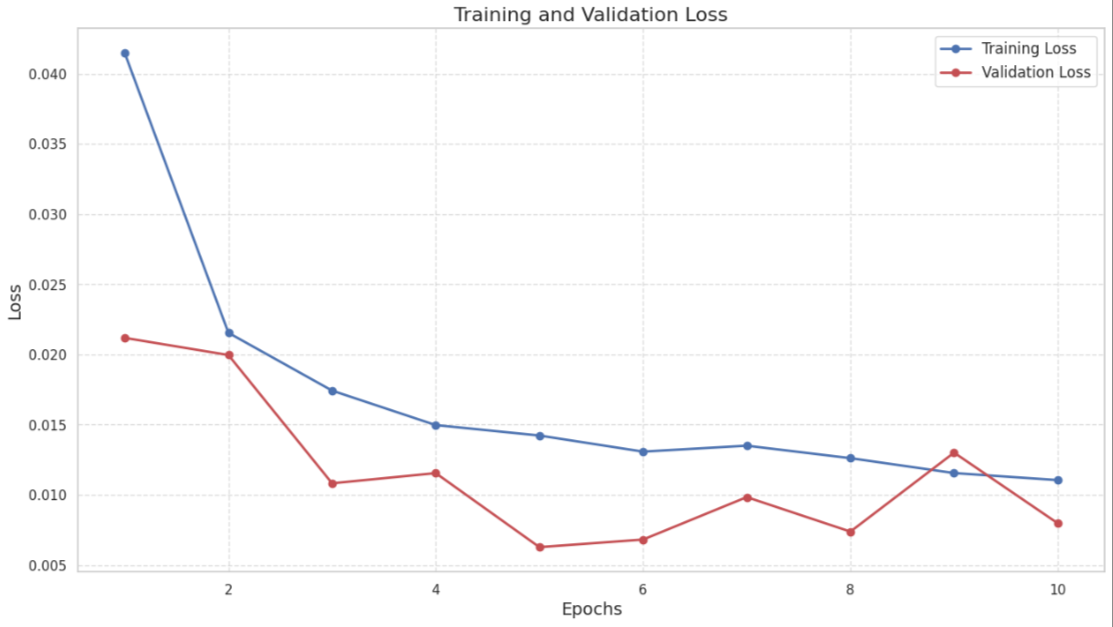 Training and Validation Loss
Training Loss
Validation Loss
0.040
0.035
0.030
0.025
0.020
0.015
0.010
0.005
Loss
2
4
6
8
10
Epochs